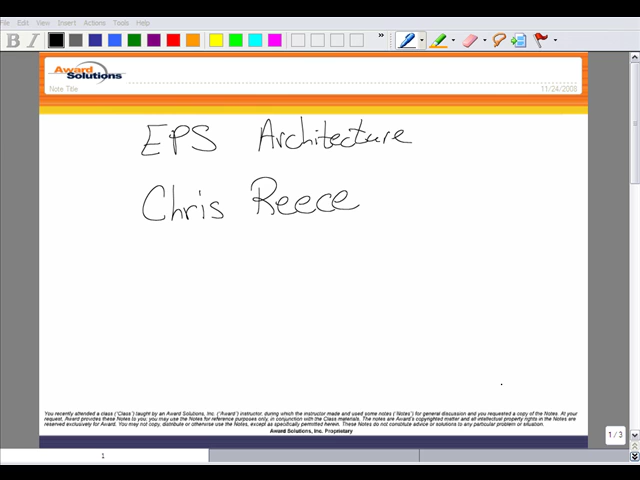 File Edit View Insert Actions Tools Help
B I
Award
Solutions
Note Title
11/24/2008
EPS Architecture
Chris Reece
You recently attended a class ("Class") taught by an Award Solutions, Inc. ("Award") instructor, during which the instructor made and used some notes ("Notes") for general discussion and you requested a copy of the Notes. At your
request, Award provides these Notes to you; you may use the Notes for reference purposes only, in conjunction with the Class materials. The notes are Award's copyrighted matter and all intellectual property rights in the Notes are
reserved exclusively for Award. You may not copy, distribute or otherwise use the Notes, except as specifically permitted herein. These Notes do not constitute advice or solutions to any particular problem or situation.
Award Solutions, Inc. Proprietary
1 / 3
1